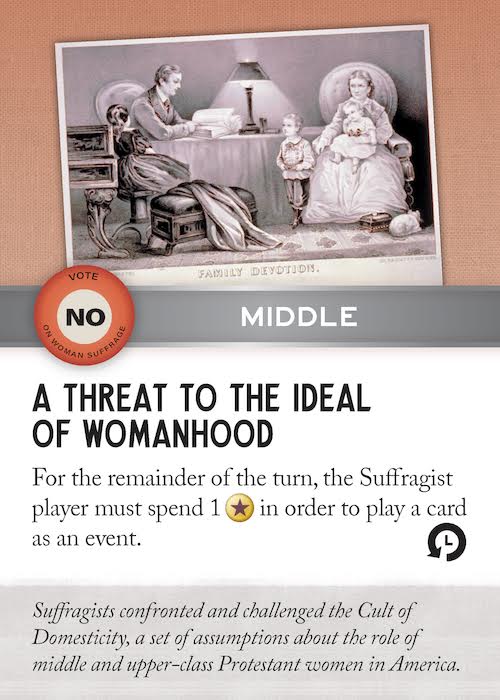 FAMILY DEVOTION.
VOTE
NO
ON WOMAN SUFFRAGE
MIDDLE
A THREAT TO THE IDEAL
OF WOMANHOOD
For the remainder of the turn, the Suffragist
player must spend 1 in order to play a card
as an event.
Suffragists confronted and challenged the Cult of
Domesticity, a set of assumptions about the role of
middle and upper-class Protestant women in America.